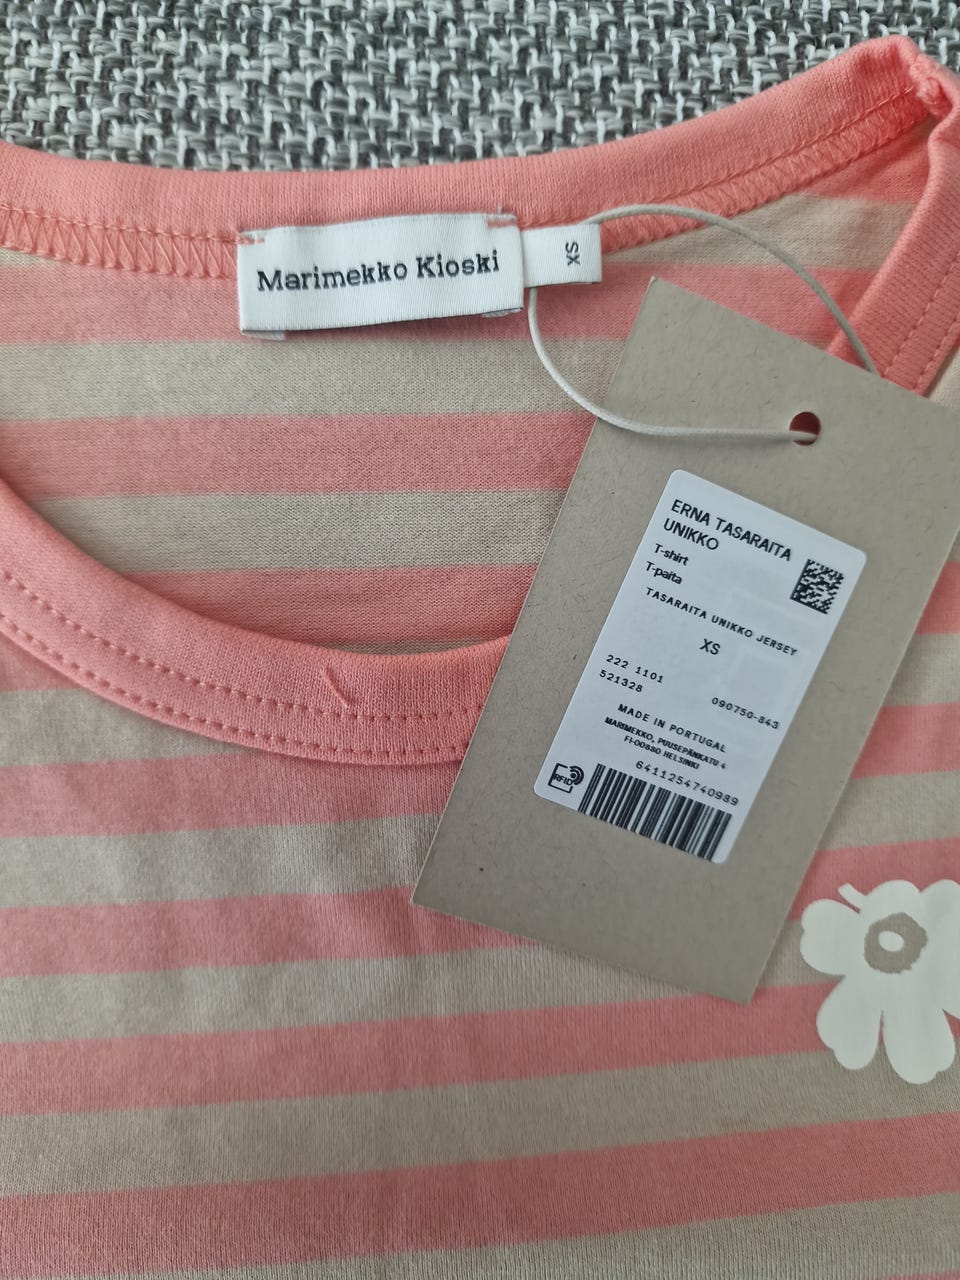 Marimekko Kioski
XS
ERNA TASARAITA
UNIKKO
T-shirt
T-paita
TASARAITA UNIKKO JERSEY
XS
222 1101
521328
090750-843
MADE IN PORTUGAL
MARIMEKKO, PUUSEPÄNKATU 4
FI-00880 HELSINKI
6411254740989
RFID